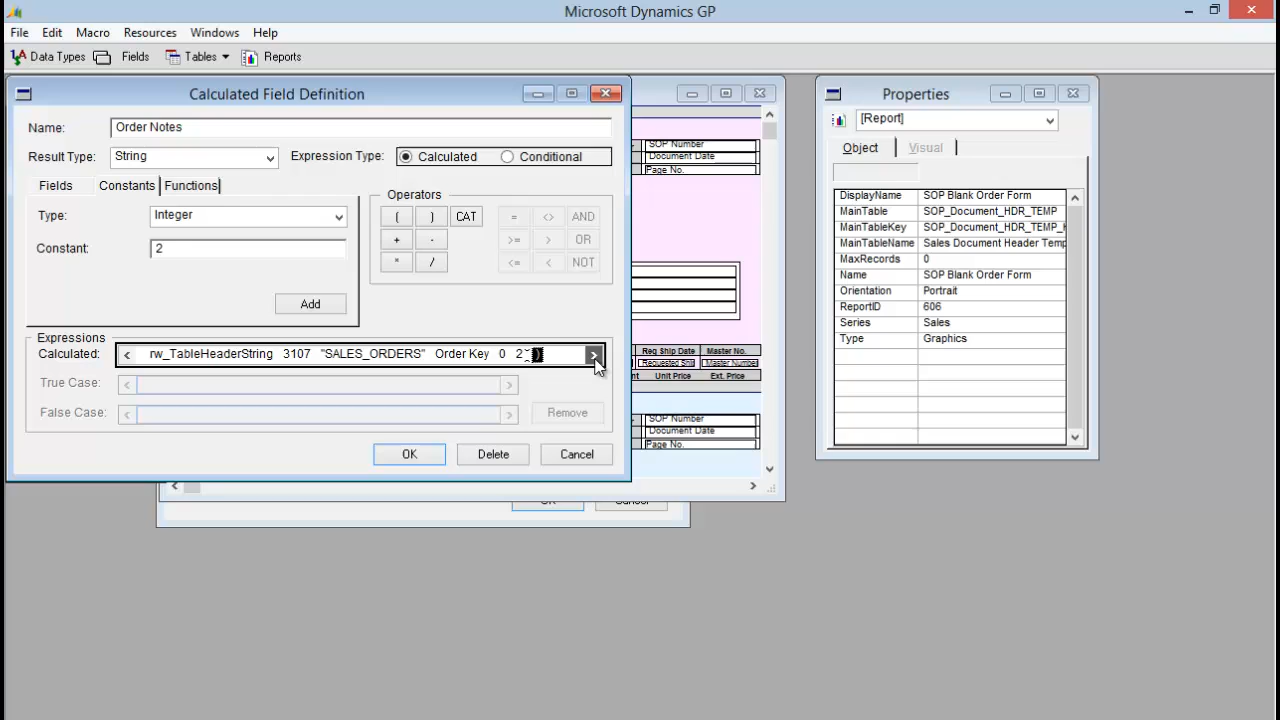 Microsoft Dynamics GP
File Edit Macro Resources Windows Help
Data Types Fields Tables Reports
Calculated Field Definition
Name: Order Notes
Result Type: String Expression Type: Calculated Conditional
Fields Constants Functions
Type: Integer
Constant: 2
Add
Operators
( ) CAT = <> AND
+ - >= > OR
* / <= < NOT
Expressions
Calculated: < rw_TableHeaderString 3107 "SALES_ORDERS" Order Key 0 2 ) >
True Case: < >
False Case: < > Remove
OK Delete Cancel
SOP Number
Document Date
Page No.
Req Ship Date Master No.
Requested Ship Master Number
Unit Price Ext. Price
SOP Number
Document Date
Page No.
Properties
[Report]
Object Visual
DisplayName SOP Blank Order Form
MainTable SOP_Document_HDR_TEMP
MainTableKey SOP_Document_HDR_TEMP_
MainTableName Sales Document Header Temp
MaxRecords 0
Name SOP Blank Order Form
Orientation Portrait
ReportID 606
Series Sales
Type Graphics